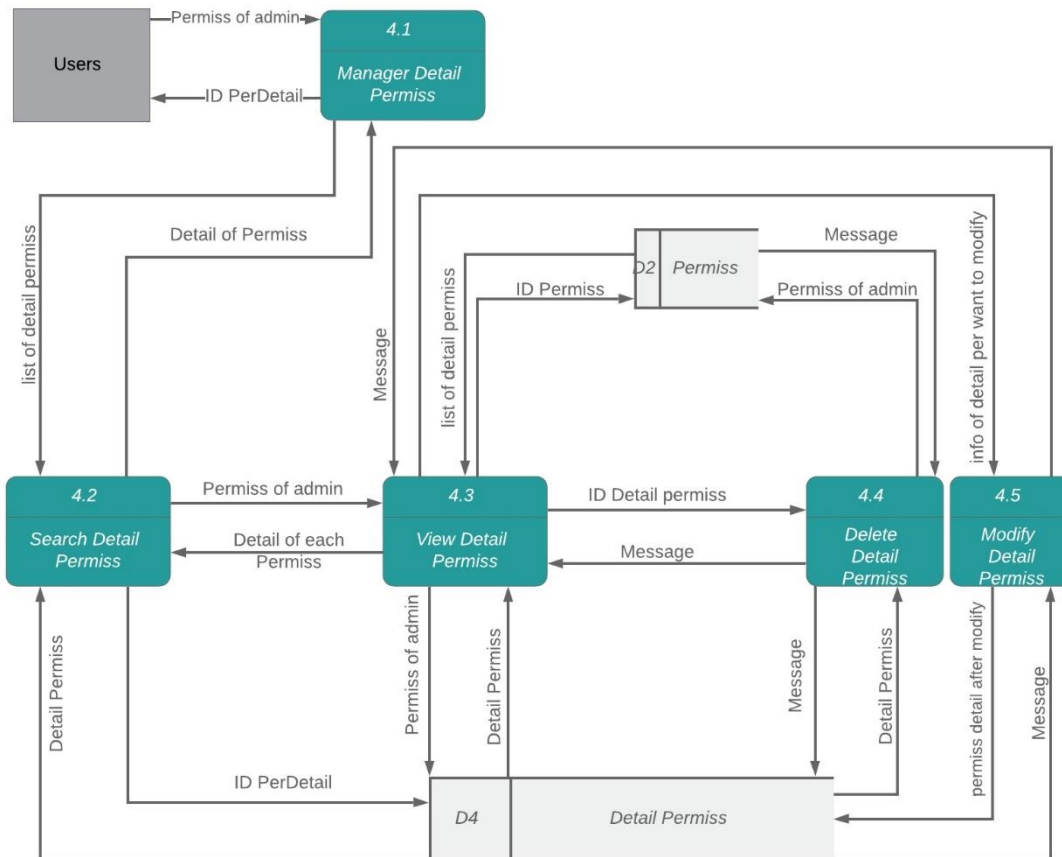 Permiss of admin
4.1
Users
Manager Detail
Permiss
ID PerDetail
list of detail permiss
Detail of Permiss
Message
list of detail permiss
D2
Permiss
Message
ID Permiss
Permiss of admin
info of detail per want to modify
4.2
Search Detail
Permiss
Permiss of admin
Detail of each
Permiss
4.3
View Detail
Permiss
ID Detail permiss
Message
4.4
Delete
Detail
Permiss
4.5
Modify
Detail
Permiss
Detail Permiss
ID PerDetail
Permiss of admin
Detail Permiss
Message
Detail Permiss
permiss detail after modify
Message
D4
Detail Permiss